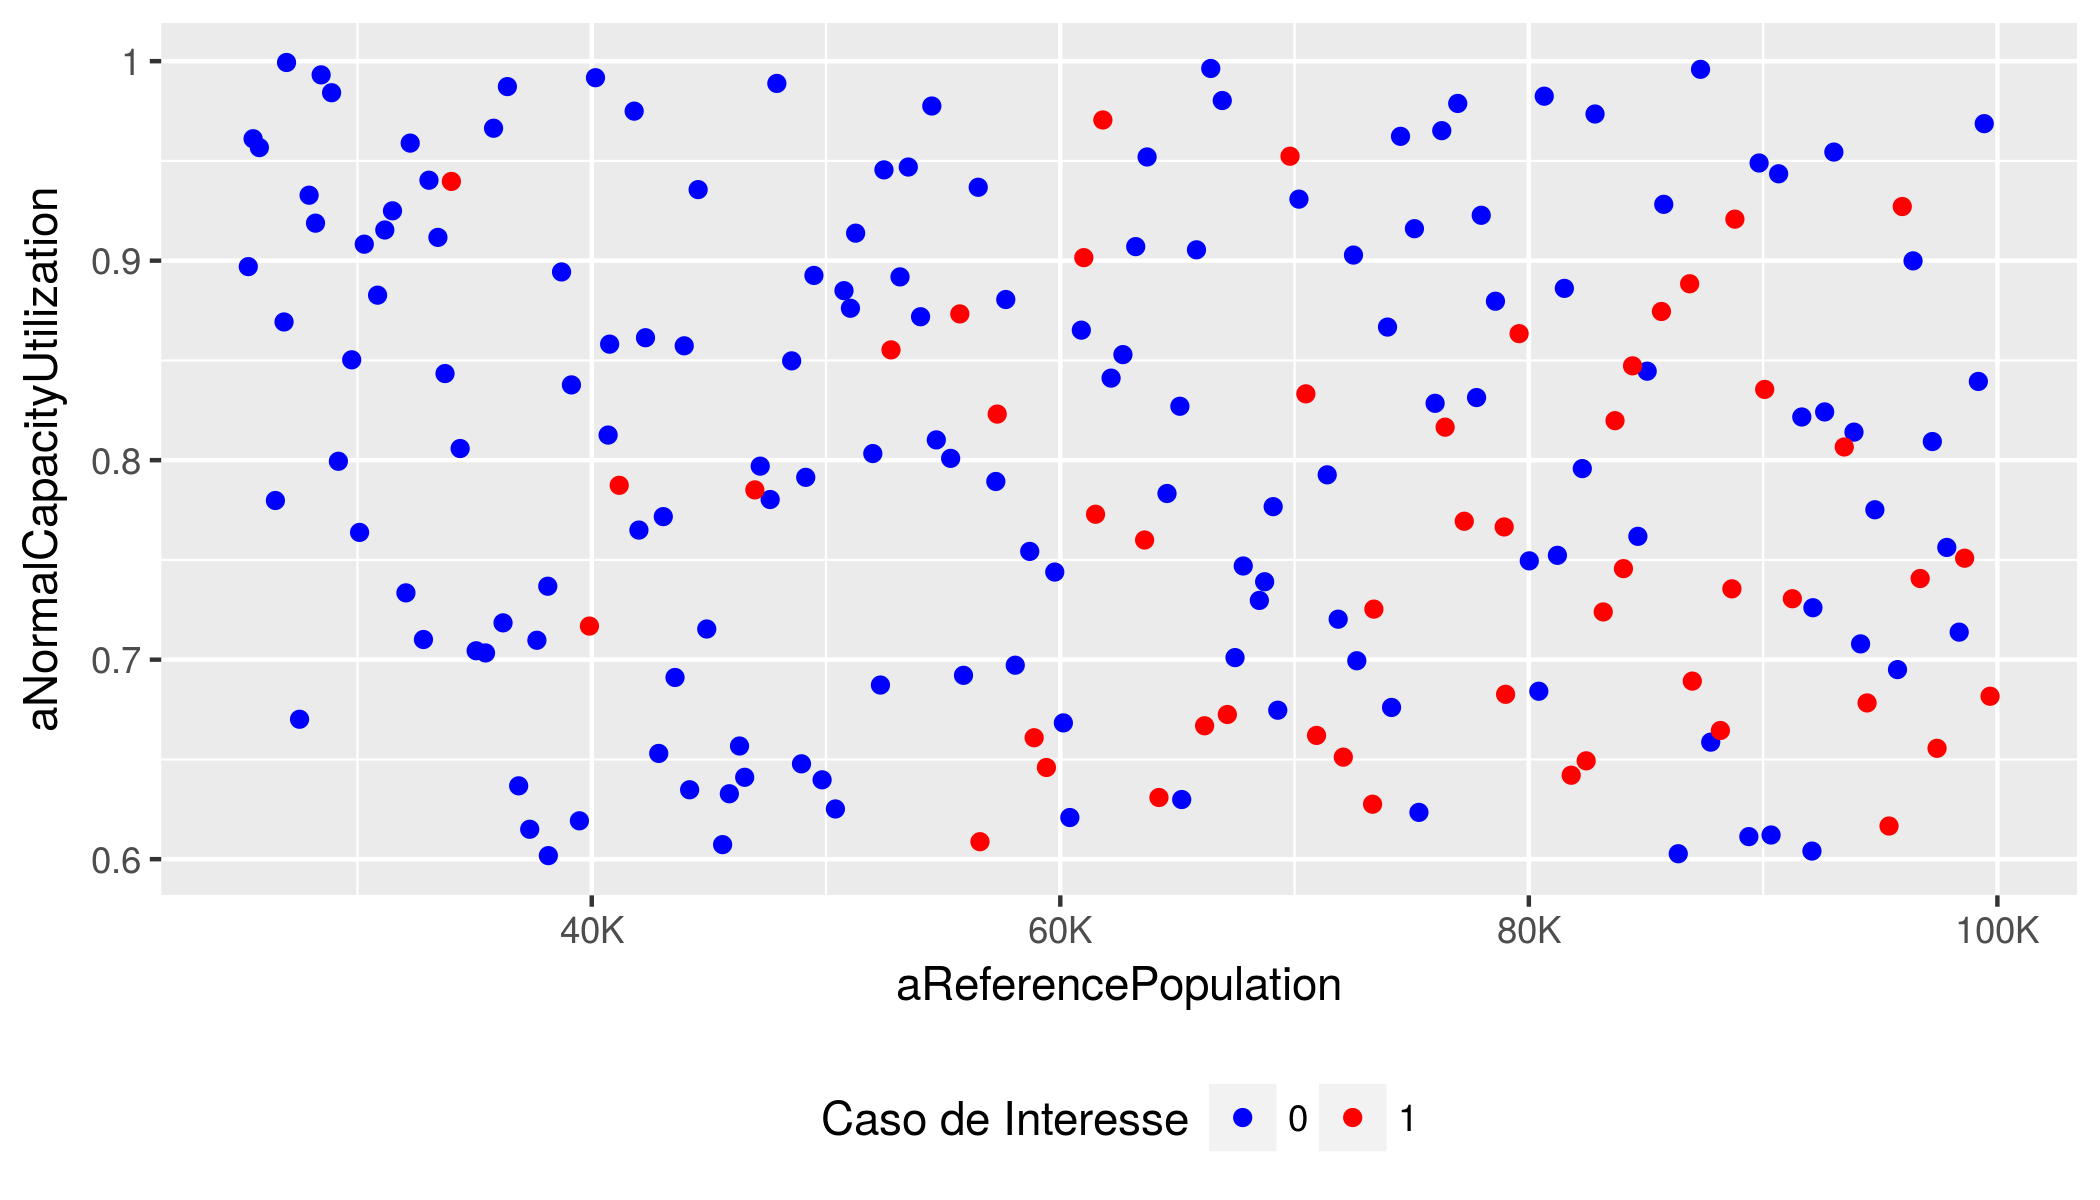 aNormalCapacityUtilization
1
0.9
0.8
0.7
0.6
40K 60K 80K 100K
aReferencePopulation
Caso de Interesse 0 1